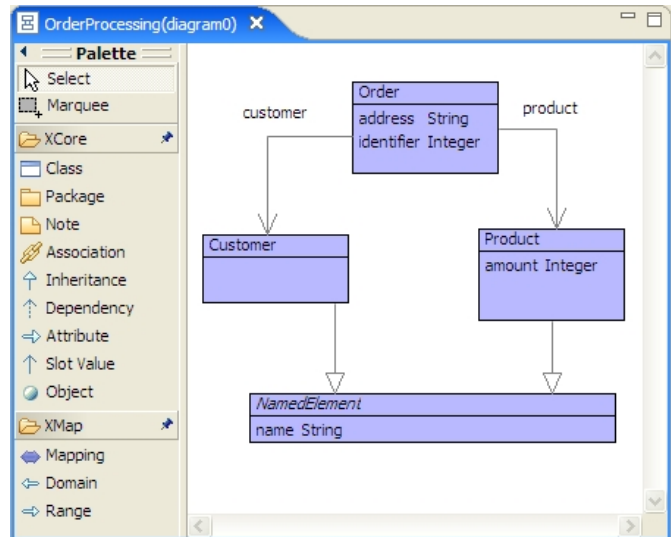 OrderProcessing(diagram0)
Palette
Select
Marquee
XCore
Class
Package
Note
Association
Inheritance
Dependency
Attribute
Slot Value
Object
XMap
Mapping
Domain
Range
Order
address String
identifier Integer
customer
product
Customer
Product
amount Integer
NamedElement
name String